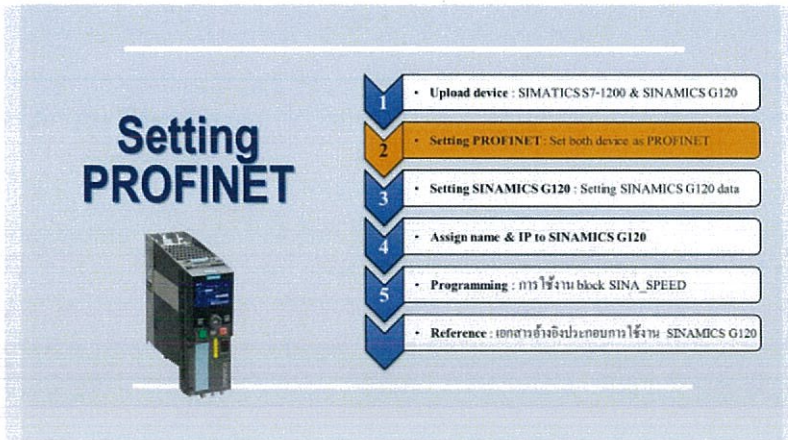 Setting
PROFINET
1
• Upload device : SIMATICS S7-1200 & SINAMICS G120
2
• Setting PROFINET : Set both device as PROFINET
3
• Setting SINAMICS G120 : Setting SINAMICS G120 data
4
• Assign name & IP to SINAMICS G120
5
• Programming : การใช้งาน block SINA_SPEED
• Reference : เอกสารอ้างอิงประกอบการใช้งาน SINAMICS G120